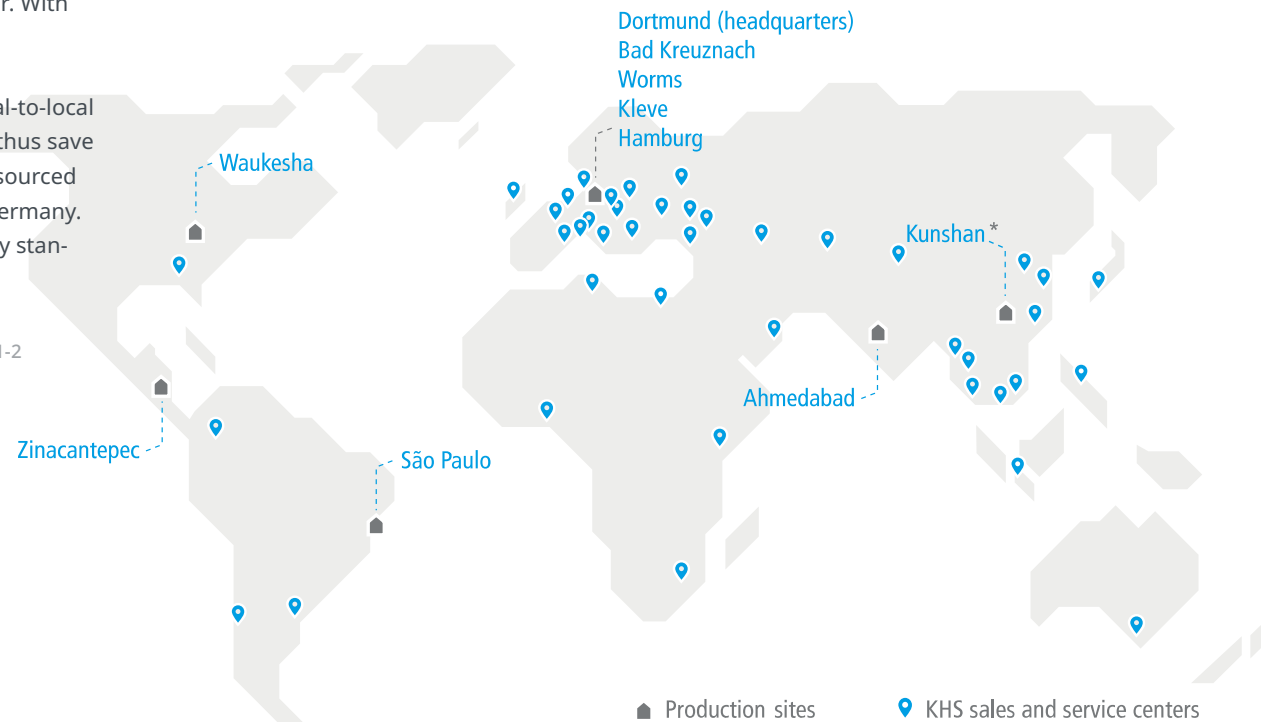 r. With
al-to-local
thus save
sourced
ermany.
y stan-
1-2
Dortmund (headquarters)
Bad Kreuznach
Worms
Kleve
Hamburg
Waukesha
Kunshan*
Ahmedabad
Zinacantepec
São Paulo
Production sites
KHS sales and service centers